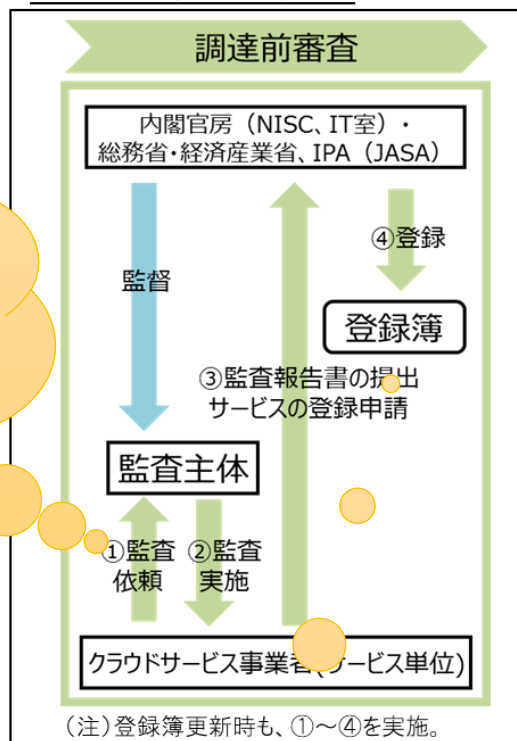 調達前審査
内閣官房（NISC、IT室）・
総務省・経済産業省、IPA（JASA）
④登録
監督
登録簿
③監査報告書の提出
サービスの登録申請
監査主体
①監査
依頼
②監査
実施
クラウドサービス事業者(サービス単位)
（注）登録簿更新時も、①～④を実施。